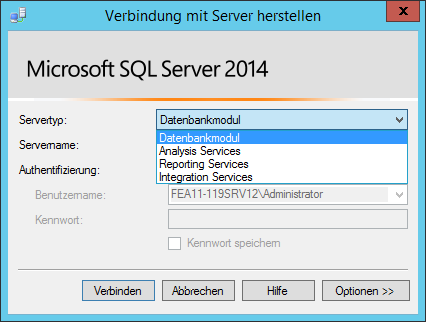 Verbindung mit Server herstellen
x
Microsoft SQL Server 2014
Servertyp: Datenbankmodul
Datenbankmodul
Servername: Analysis Services
Reporting Services
Authentifizierung: Integration Services
Benutzername: FEA11-119SRV12\Administrator
Kennwort:
Kennwort speichern
Verbinden Abbrechen Hilfe Optionen >>